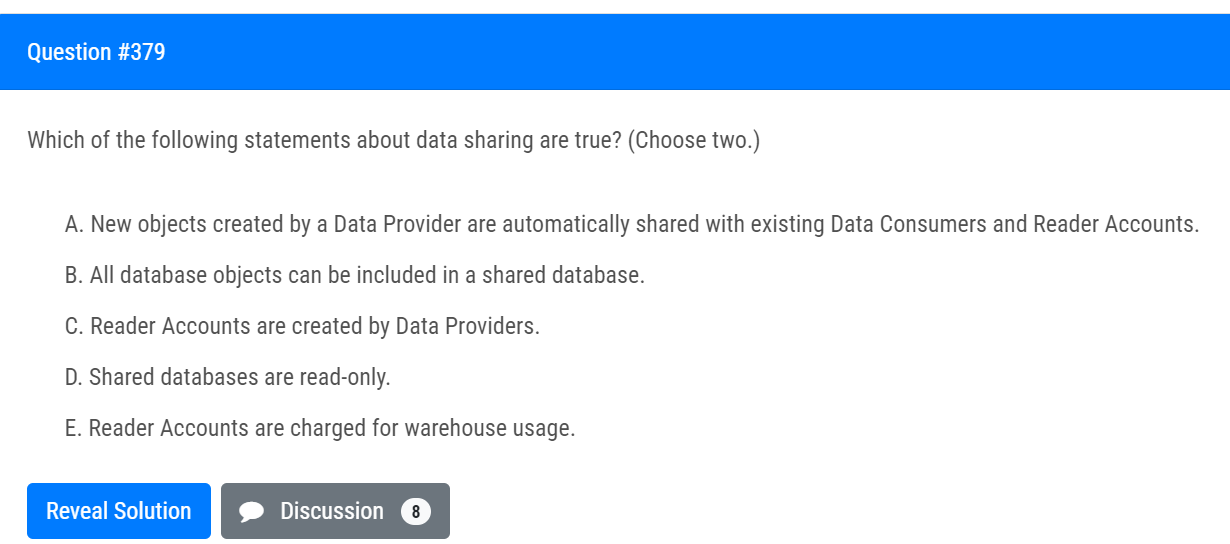 Question #379
Which of the following statements about data sharing are true? (Choose two.)
A. New objects created by a Data Provider are automatically shared with existing Data Consumers and Reader Accounts.
B. All database objects can be included in a shared database.
C. Reader Accounts are created by Data Providers.
D. Shared databases are read-only.
E. Reader Accounts are charged for warehouse usage.
Reveal Solution Discussion 8